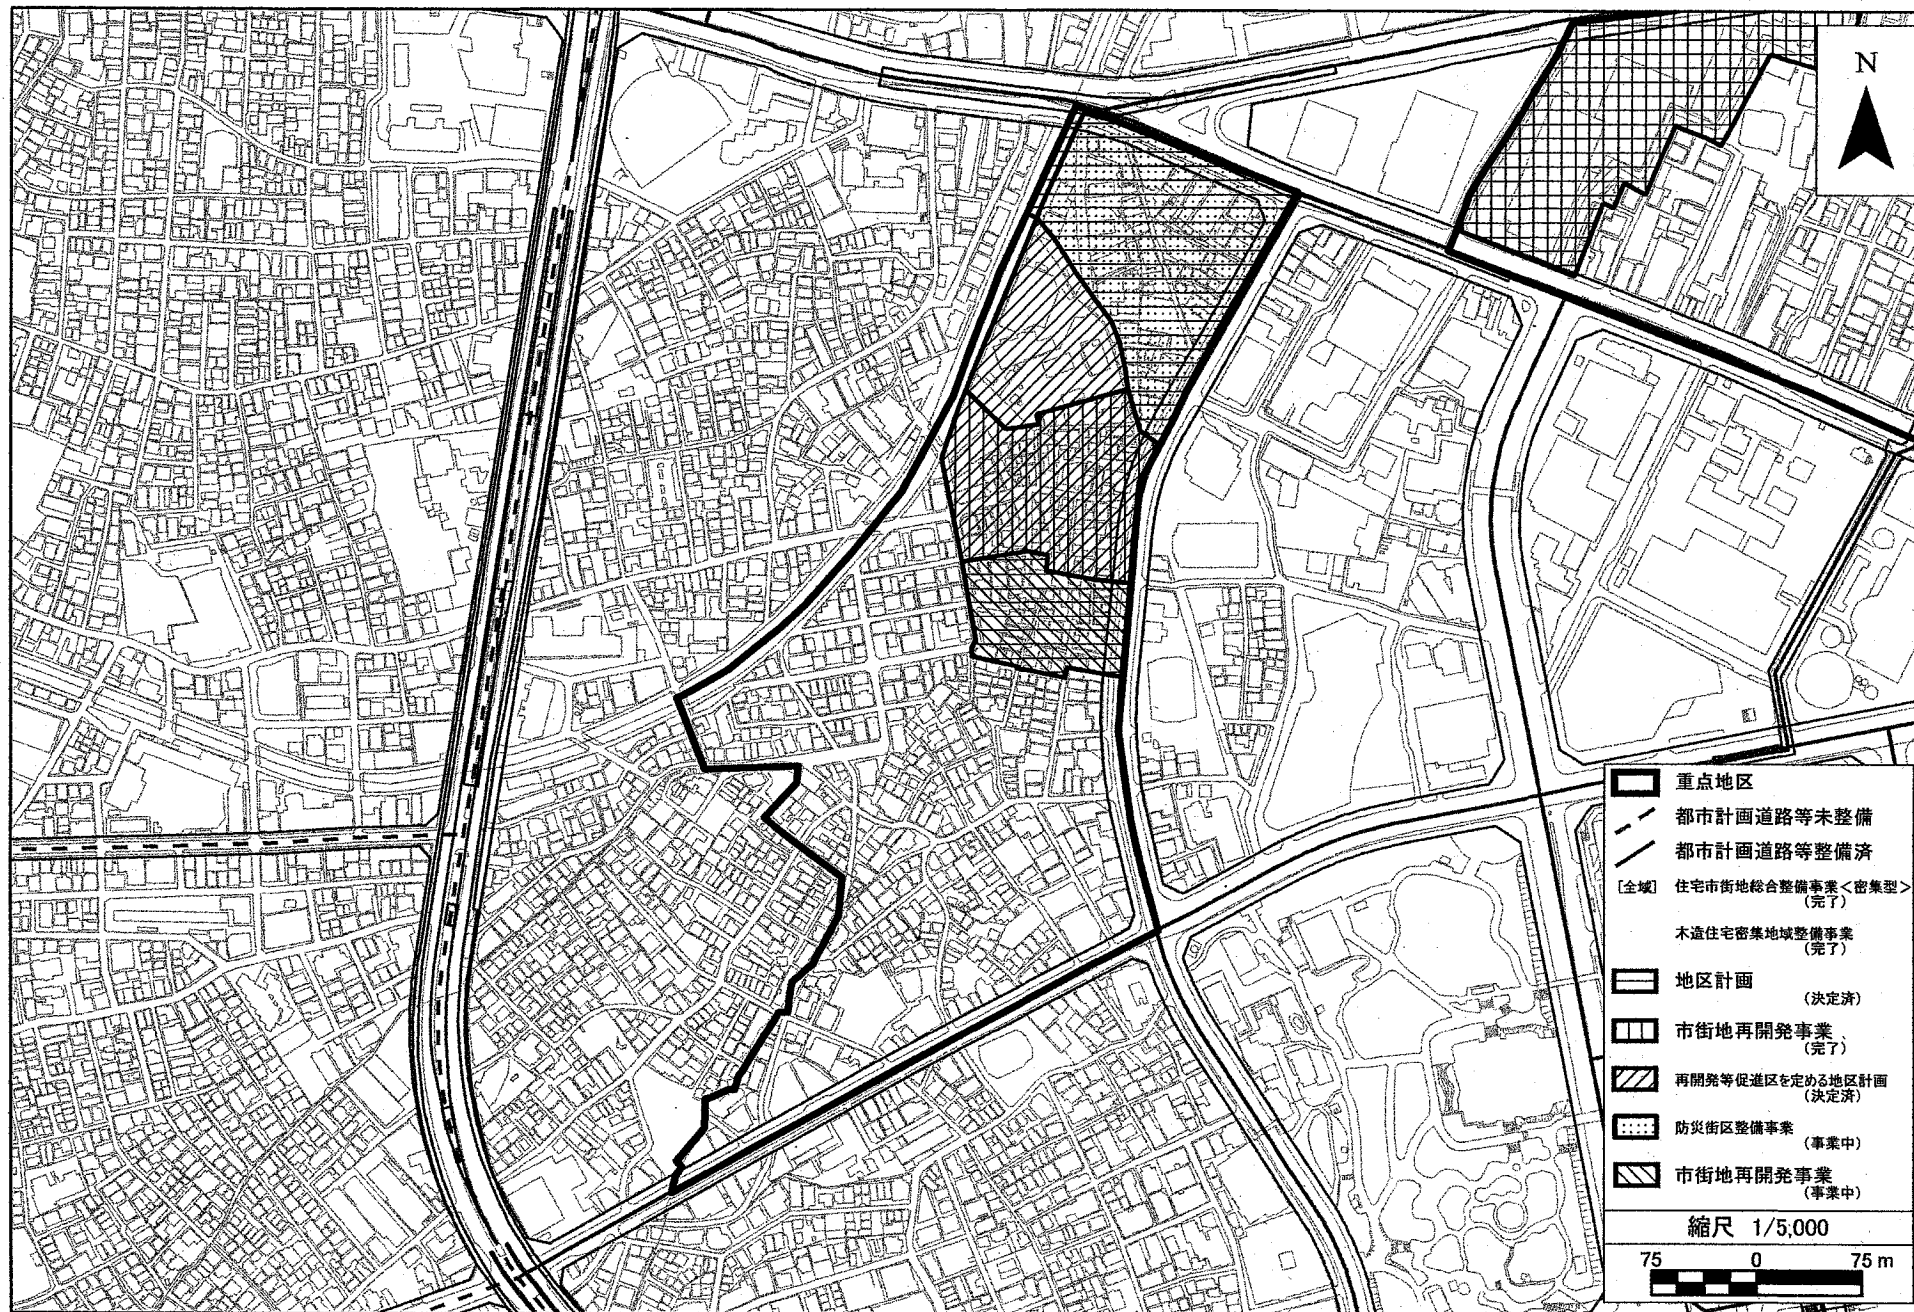 N
重点地区
都市計画道路等未整備
都市計画道路等整備済
[全域] 住宅市街地総合整備事業<密集型>
(完了)
木造住宅密集地域整備事業
(完了)
地区計画
(決定済)
市街地再開発事業
(完了)
再開発等促進区を定める地区計画
(決定済)
防災街区整備事業
(事業中)
市街地再開発事業
(事業中)
縮尺 1/5,000
75 0 75 m